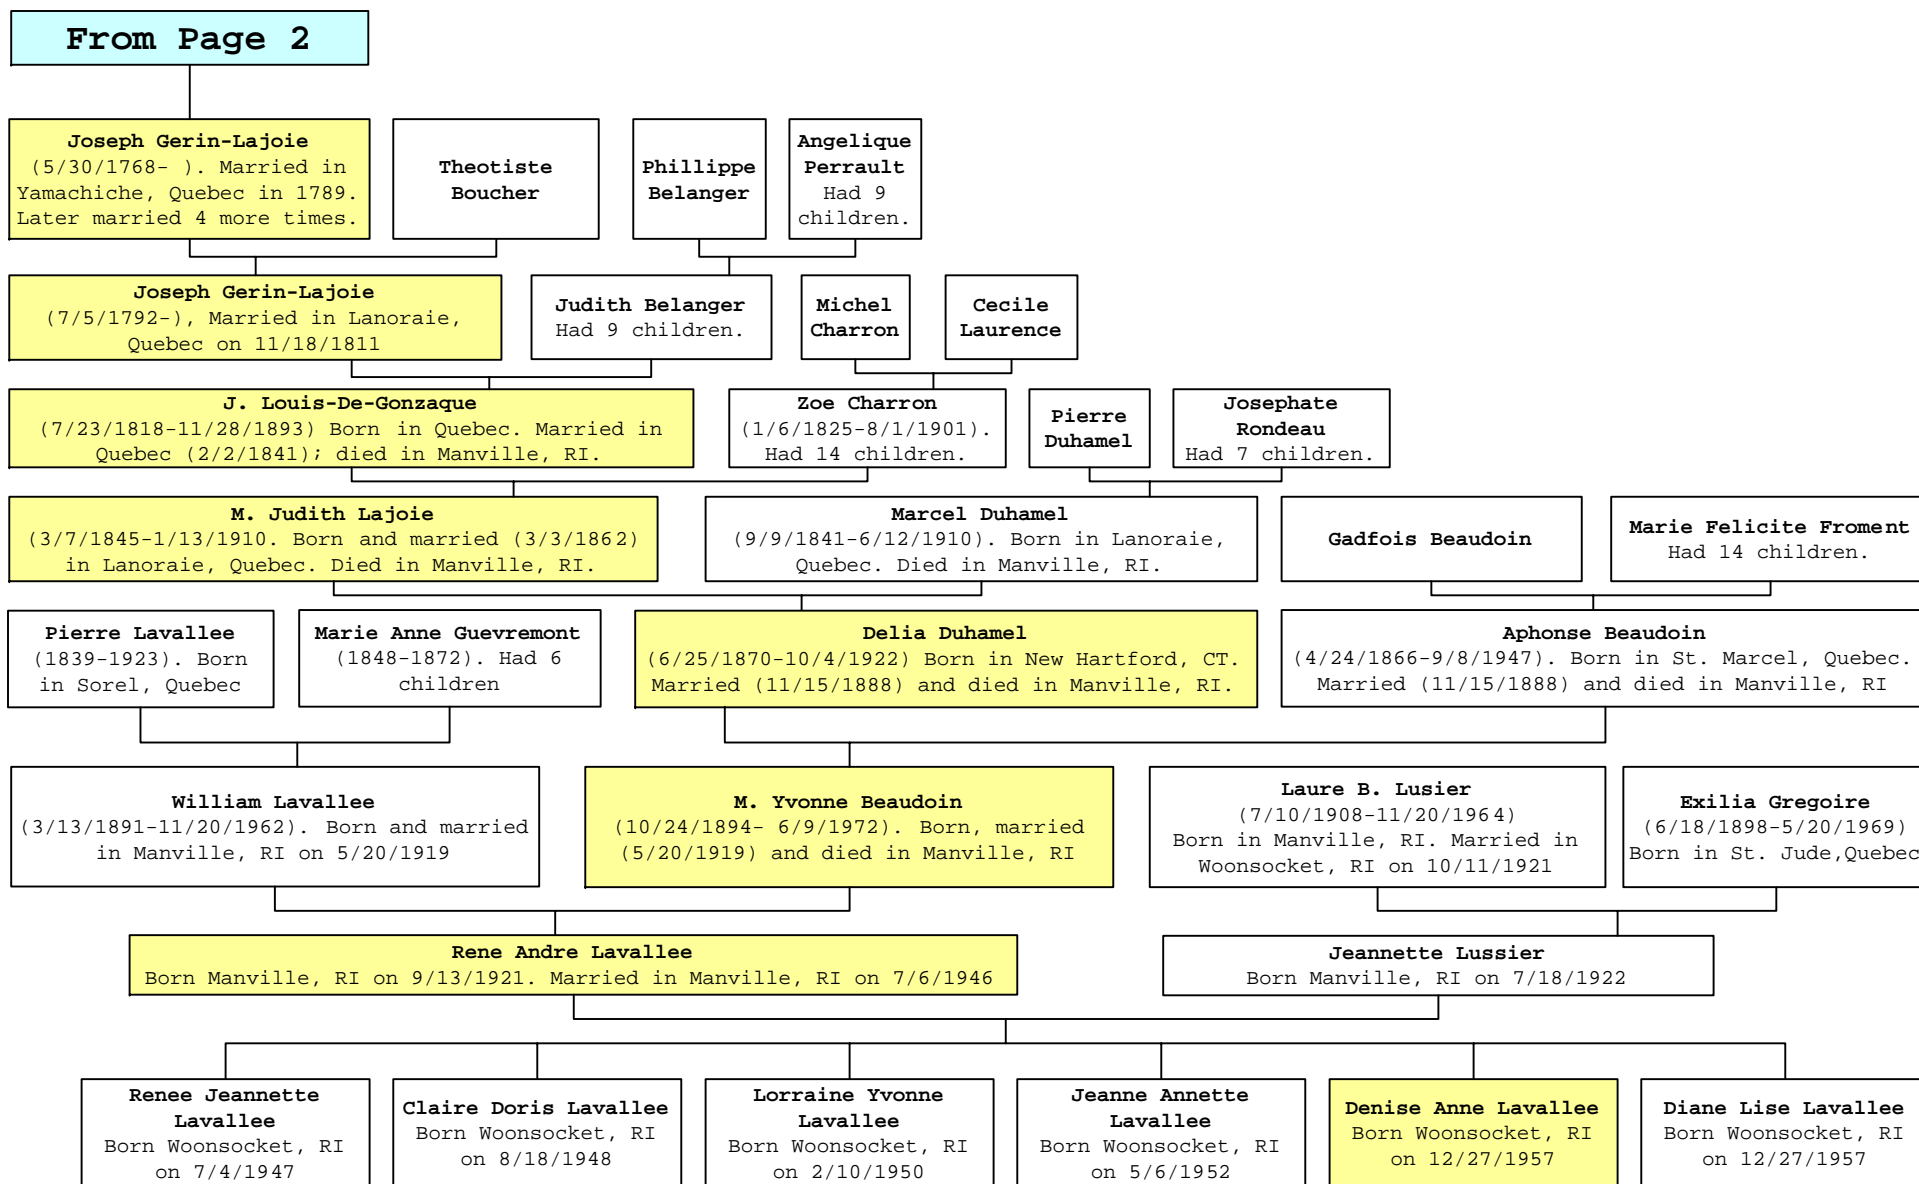 From Page 2
Joseph Gerin-Lajoie
(5/30/1768- ). Married in
Yamachiche, Quebec in 1789.
Later married 4 more times.
Theotiste
Boucher
Phillippe
Belanger
Angelique
Perrault
Had 9
children.
Joseph Gerin-Lajoie
(7/5/1792-), Married in Lanoraie,
Quebec on 11/18/1811
Judith Belanger
Had 9 children.
Michel
Charron
Cecile
Laurence
J. Louis-De-Gonzaque
(7/23/1818-11/28/1893) Born in Quebec. Married in
Quebec (2/2/1841); died in Manville, RI.
Zoe Charron
(1/6/1825-8/1/1901).
Had 14 children.
Pierre
Duhamel
Josephate
Rondeau
Had 7 children.
M. Judith Lajoie
(3/7/1845-1/13/1910. Born and married (3/3/1862)
in Lanoraie, Quebec. Died in Manville, RI.
Marcel Duhamel
(9/9/1841-6/12/1910). Born in Lanoraie,
Quebec. Died in Manville, RI.
Gadfois Beaudoin
Marie Felicite Froment
Had 14 children.
Pierre Lavallee
(1839-1923). Born
in Sorel, Quebec
Marie Anne Guevremont
(1848-1872). Had 6
children
Delia Duhamel
(6/25/1870-10/4/1922) Born in New Hartford, CT.
Married (11/15/1888) and died in Manville, RI.
Aphonse Beaudoin
(4/24/1866-9/8/1947). Born in St. Marcel, Quebec.
Married (11/15/1888) and died in Manville, RI
William Lavallee
(3/13/1891-11/20/1962). Born and married
in Manville, RI on 5/20/1919
M. Yvonne Beaudoin
(10/24/1894- 6/9/1972). Born, married
(5/20/1919) and died in Manville, RI
Laure B. Lusier
(7/10/1908-11/20/1964)
Born in Manville, RI. Married in
Woonsocket, RI on 10/11/1921
Exilia Gregoire
(6/18/1898-5/20/1969)
Born in St. Jude,Quebec
Rene Andre Lavallee
Born Manville, RI on 9/13/1921. Married in Manville, RI on 7/6/1946
Jeannette Lussier
Born Manville, RI on 7/18/1922
Renee Jeannette
Lavallee
Born Woonsocket, RI
on 7/4/1947
Claire Doris Lavallee
Born Woonsocket, RI
on 8/18/1948
Lorraine Yvonne
Lavallee
Born Woonsocket, RI
on 2/10/1950
Jeanne Annette
Lavallee
Born Woonsocket, RI
on 5/6/1952
Denise Anne Lavallee
Born Woonsocket, RI
on 12/27/1957
Diane Lise Lavallee
Born Woonsocket, RI
on 12/27/1957